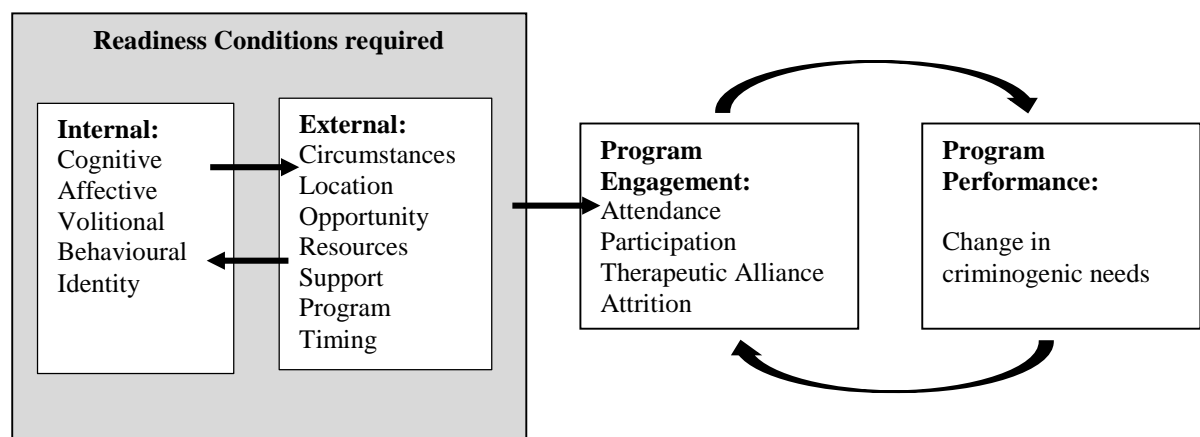 Readiness Conditions required
Internal:
Cognitive
Affective
Volitional
Behavioural
Identity
External:
Circumstances
Location
Opportunity
Resources
Support
Program
Timing
Program
Engagement:
Attendance
Participation
Therapeutic Alliance
Attrition
Program
Performance:
Change in
criminogenic needs